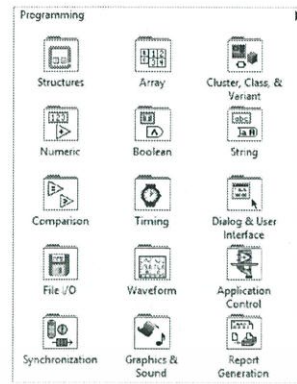 Programming
Structures
Array
Cluster, Class, &
Variant
Numeric
Boolean
String
Comparison
Timing
Dialog & User
Interface
File I/O
Waveform
Application
Control
Synchronization
Graphics &
Sound
Report
Generation